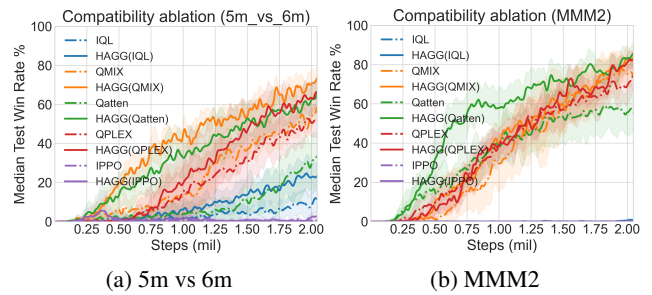 Compatibility ablation (5m_vs_6m)
Median Test Win Rate %
100
80
60
40
20
0
IQL
HAGG(IQL)
QMIX
HAGG(QMIX)
Qatten
HAGG(Qatten)
QPLEX
HAGG(QPLEX)
IPPO
HAGG(IPPO)
0.25 0.50 0.75 1.00 1.25 1.50 1.75 2.00
Steps (mil)
(a) 5m vs 6m
Compatibility ablation (MMM2)
Median Test Win Rate %
100
80
60
40
20
0
IQL
HAGG(IQL)
QMIX
HAGG(QMIX)
Qatten
HAGG(Qatten)
QPLEX
HAGG(QPLEX)
IPPO
HAGG(IPPO)
0.25 0.50 0.75 1.00 1.25 1.50 1.75 2.00
Steps (mil)
(b) MMM2